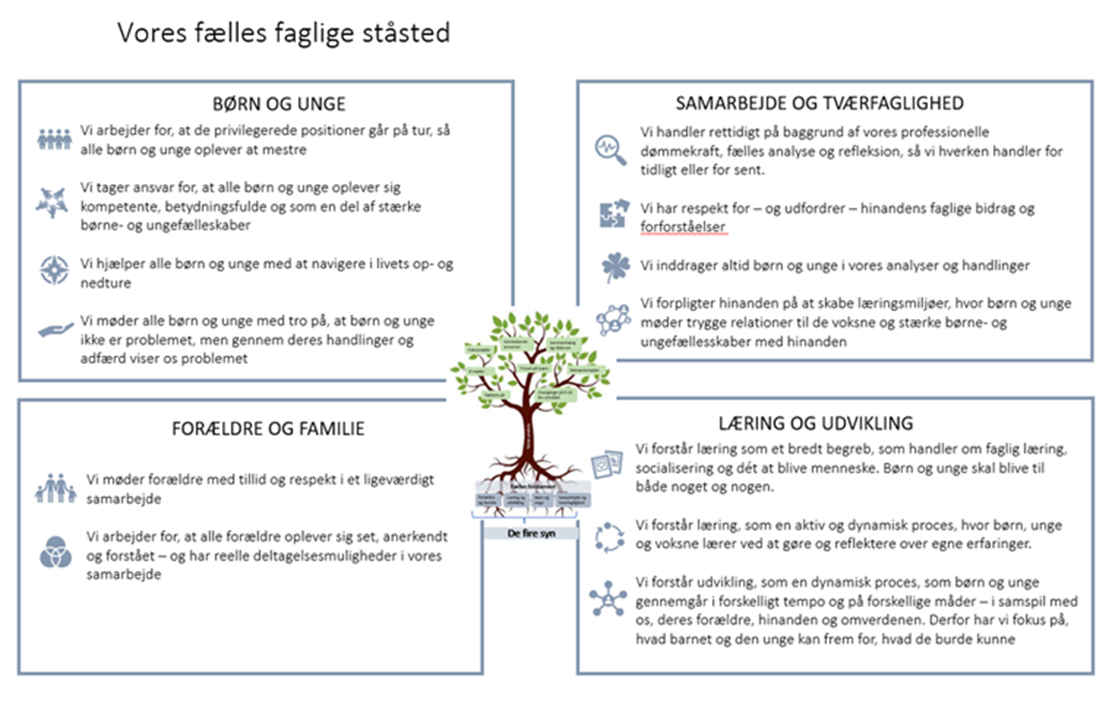 Vores fælles faglige ståsted
BØRN OG UNGE
Vi arbejder for, at de privilegerede positioner går på tur, så
alle børn og unge oplever at mestre
Vi tager ansvar for, at alle børn og unge oplever sig
kompetente, betydningsfulde og som en del af stærke
børne- og ungefælleskaber
Vi hjælper alle børn og unge med at navigere i livets op- og
nedture
Vi møder alle børn og unge med tro på, at børn og unge
ikke er problemet, men gennem deres handlinger og
adfærd viser os problemet
SAMARBEJDE OG TVÆRFAGLIGHED
Vi handler rettidigt på baggrund af vores professionelle
dømmekraft, fælles analyse og refleksion, så vi hverken handler for
tidligt eller for sent.
Vi har respekt for – og udfordrer – hinandens faglige bidrag og
forforståelser
Vi inddrager altid børn og unge i vores analyser og handlinger
Vi forpligter hinanden på at skabe læringsmiljøer, hvor børn og unge
møder trygge relationer til de voksne og stærke børne- og
ungefællesskaber med hinanden
De fire syn
FORÆLDRE OG FAMILIE
Vi møder forældre med tillid og respekt i et ligeværdigt
samarbejde
Vi arbejder for, at alle forældre oplever sig set, anerkendt
og forstået – og har reelle deltagelsesmuligheder i vores
samarbejde
LÆRING OG UDVIKLING
Vi forstår læring som et bredt begreb, som handler om faglig læring,
socialisering og dét at blive menneske. Børn og unge skal blive til
både noget og nogen.
Vi forstår læring, som en aktiv og dynamisk proces, hvor børn, unge
og voksne lærer ved at gøre og reflektere over egne erfaringer.
Vi forstår udvikling, som en dynamisk proces, som børn og unge
gennemgår i forskelligt tempo og på forskellige måder – i samspil med
os, deres forældre, hinanden og omverdenen. Derfor har vi fokus på,
hvad barnet og den unge kan frem for, hvad de burde kunne